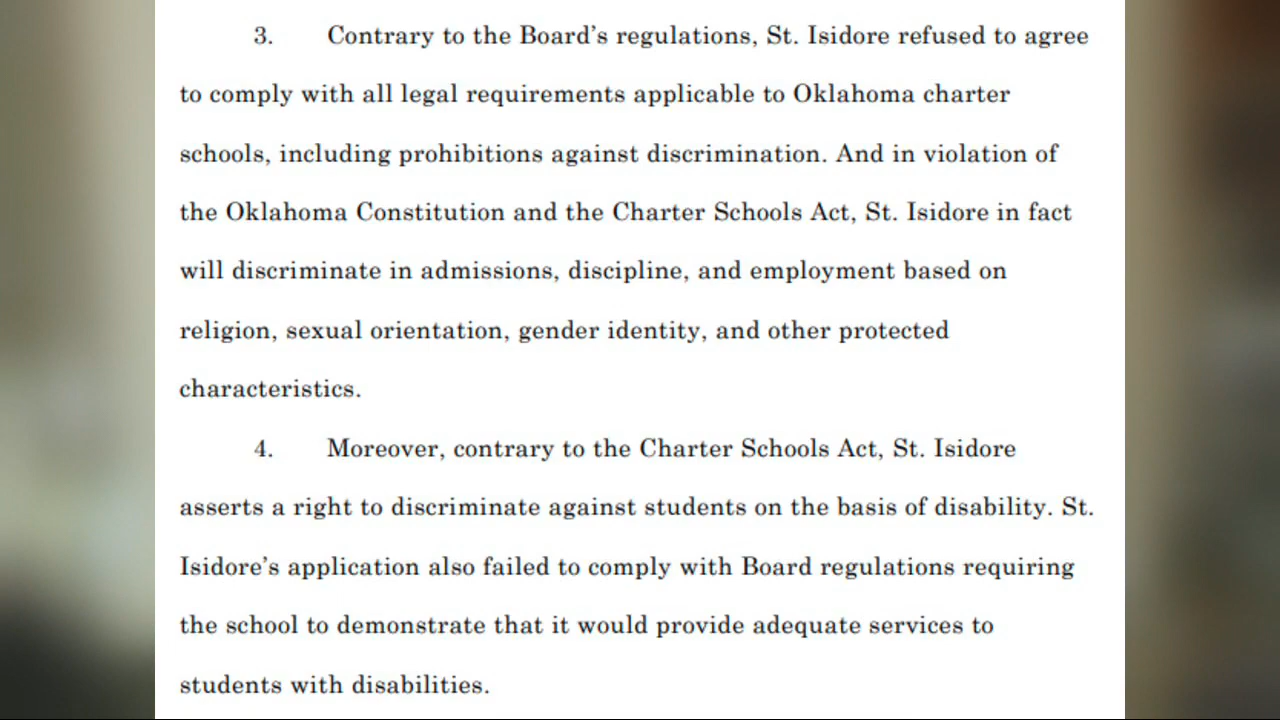 3. Contrary to the Board’s regulations, St. Isidore refused to agree
to comply with all legal requirements applicable to Oklahoma charter
schools, including prohibitions against discrimination. And in violation of
the Oklahoma Constitution and the Charter Schools Act, St. Isidore in fact
will discriminate in admissions, discipline, and employment based on
religion, sexual orientation, gender identity, and other protected
characteristics.
4. Moreover, contrary to the Charter Schools Act, St. Isidore
asserts a right to discriminate against students on the basis of disability. St.
Isidore’s application also failed to comply with Board regulations requiring
the school to demonstrate that it would provide adequate services to
students with disabilities.